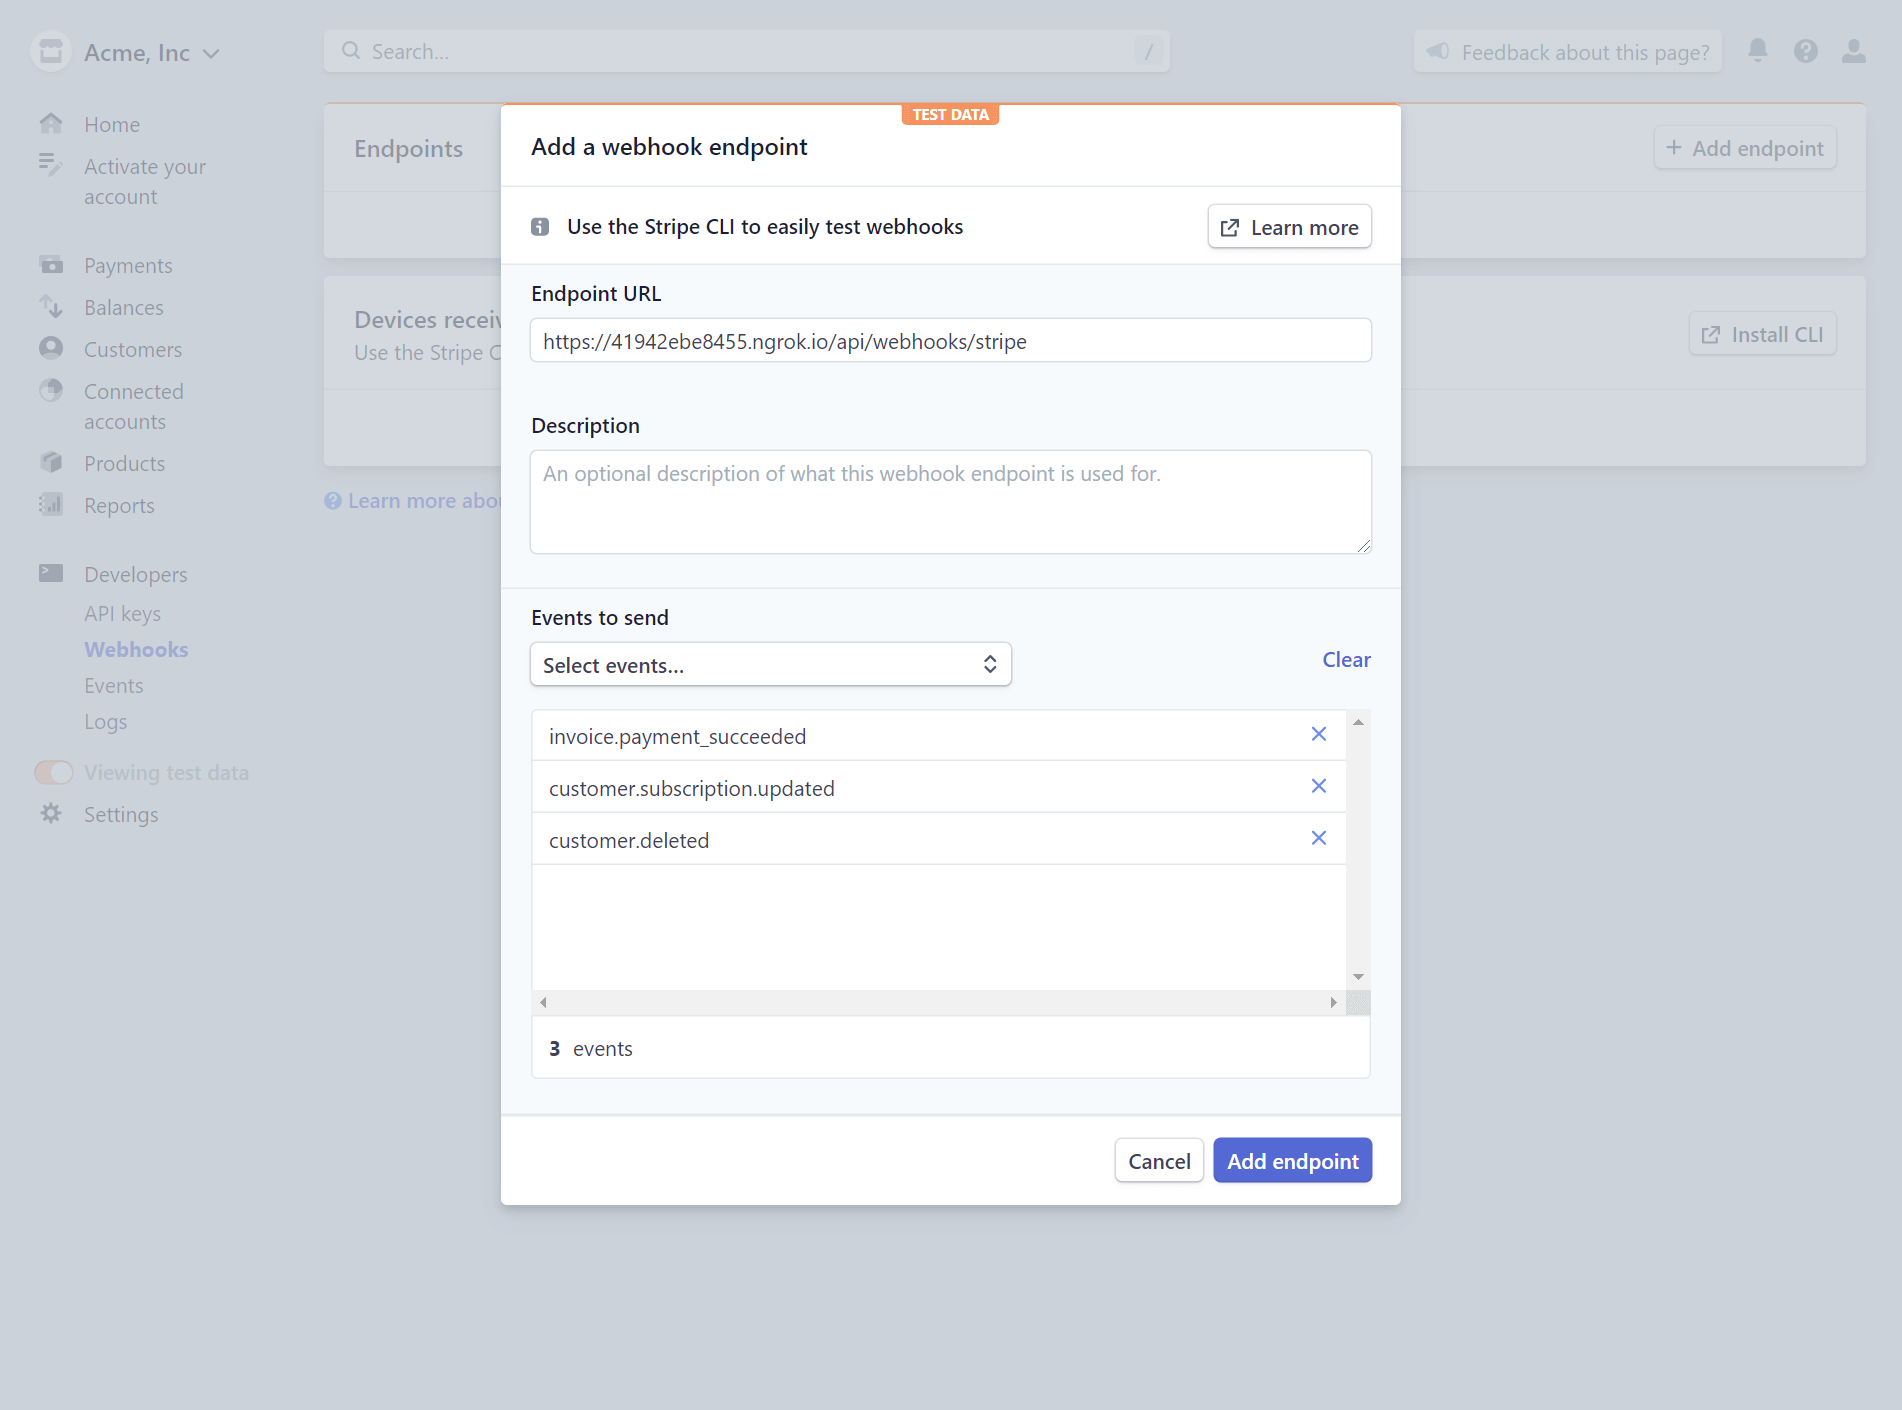 Acme, Inc
Search...
/
Feedback about this page?
Home
Activate your
account
Payments
Balances
Customers
Connected
accounts
Products
Reports
Developers
API keys
Webhooks
Events
Logs
Viewing test data
Settings
Endpoints
+ Add endpoint
Devices recei
Use the Stripe C
Install CLI
Learn more abo
TEST DATA
Add a webhook endpoint
Use the Stripe CLI to easily test webhooks
Learn more
Endpoint URL
https://41942ebe8455.ngrok.io/api/webhooks/stripe
Description
An optional description of what this webhook endpoint is used for.
Events to send
Select events...
Clear
invoice.payment_succeeded
customer.subscription.updated
customer.deleted
3 events
Cancel
Add endpoint